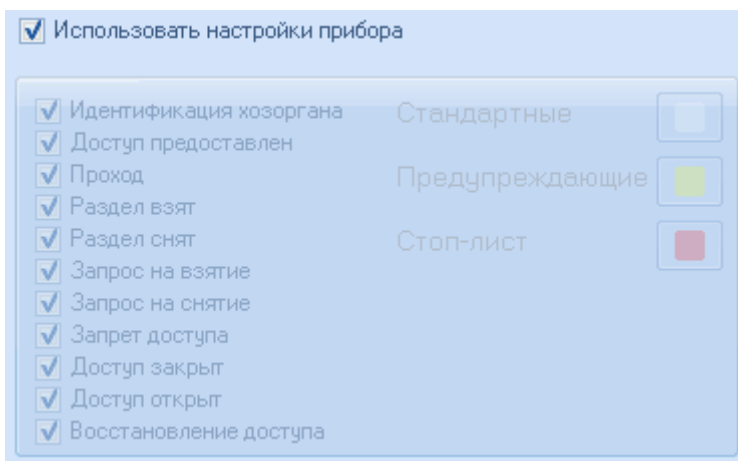 Использовать настройки прибора
Идентификация хозоргана
Стандартные
Доступ предоставлен
Проход
Предупреждающие
Раздел взят
Раздел снят
Стоп-лист
Запрос на взятие
Запрос на снятие
Запрет доступа
Доступ закрыт
Доступ открыт
Восстановление доступа